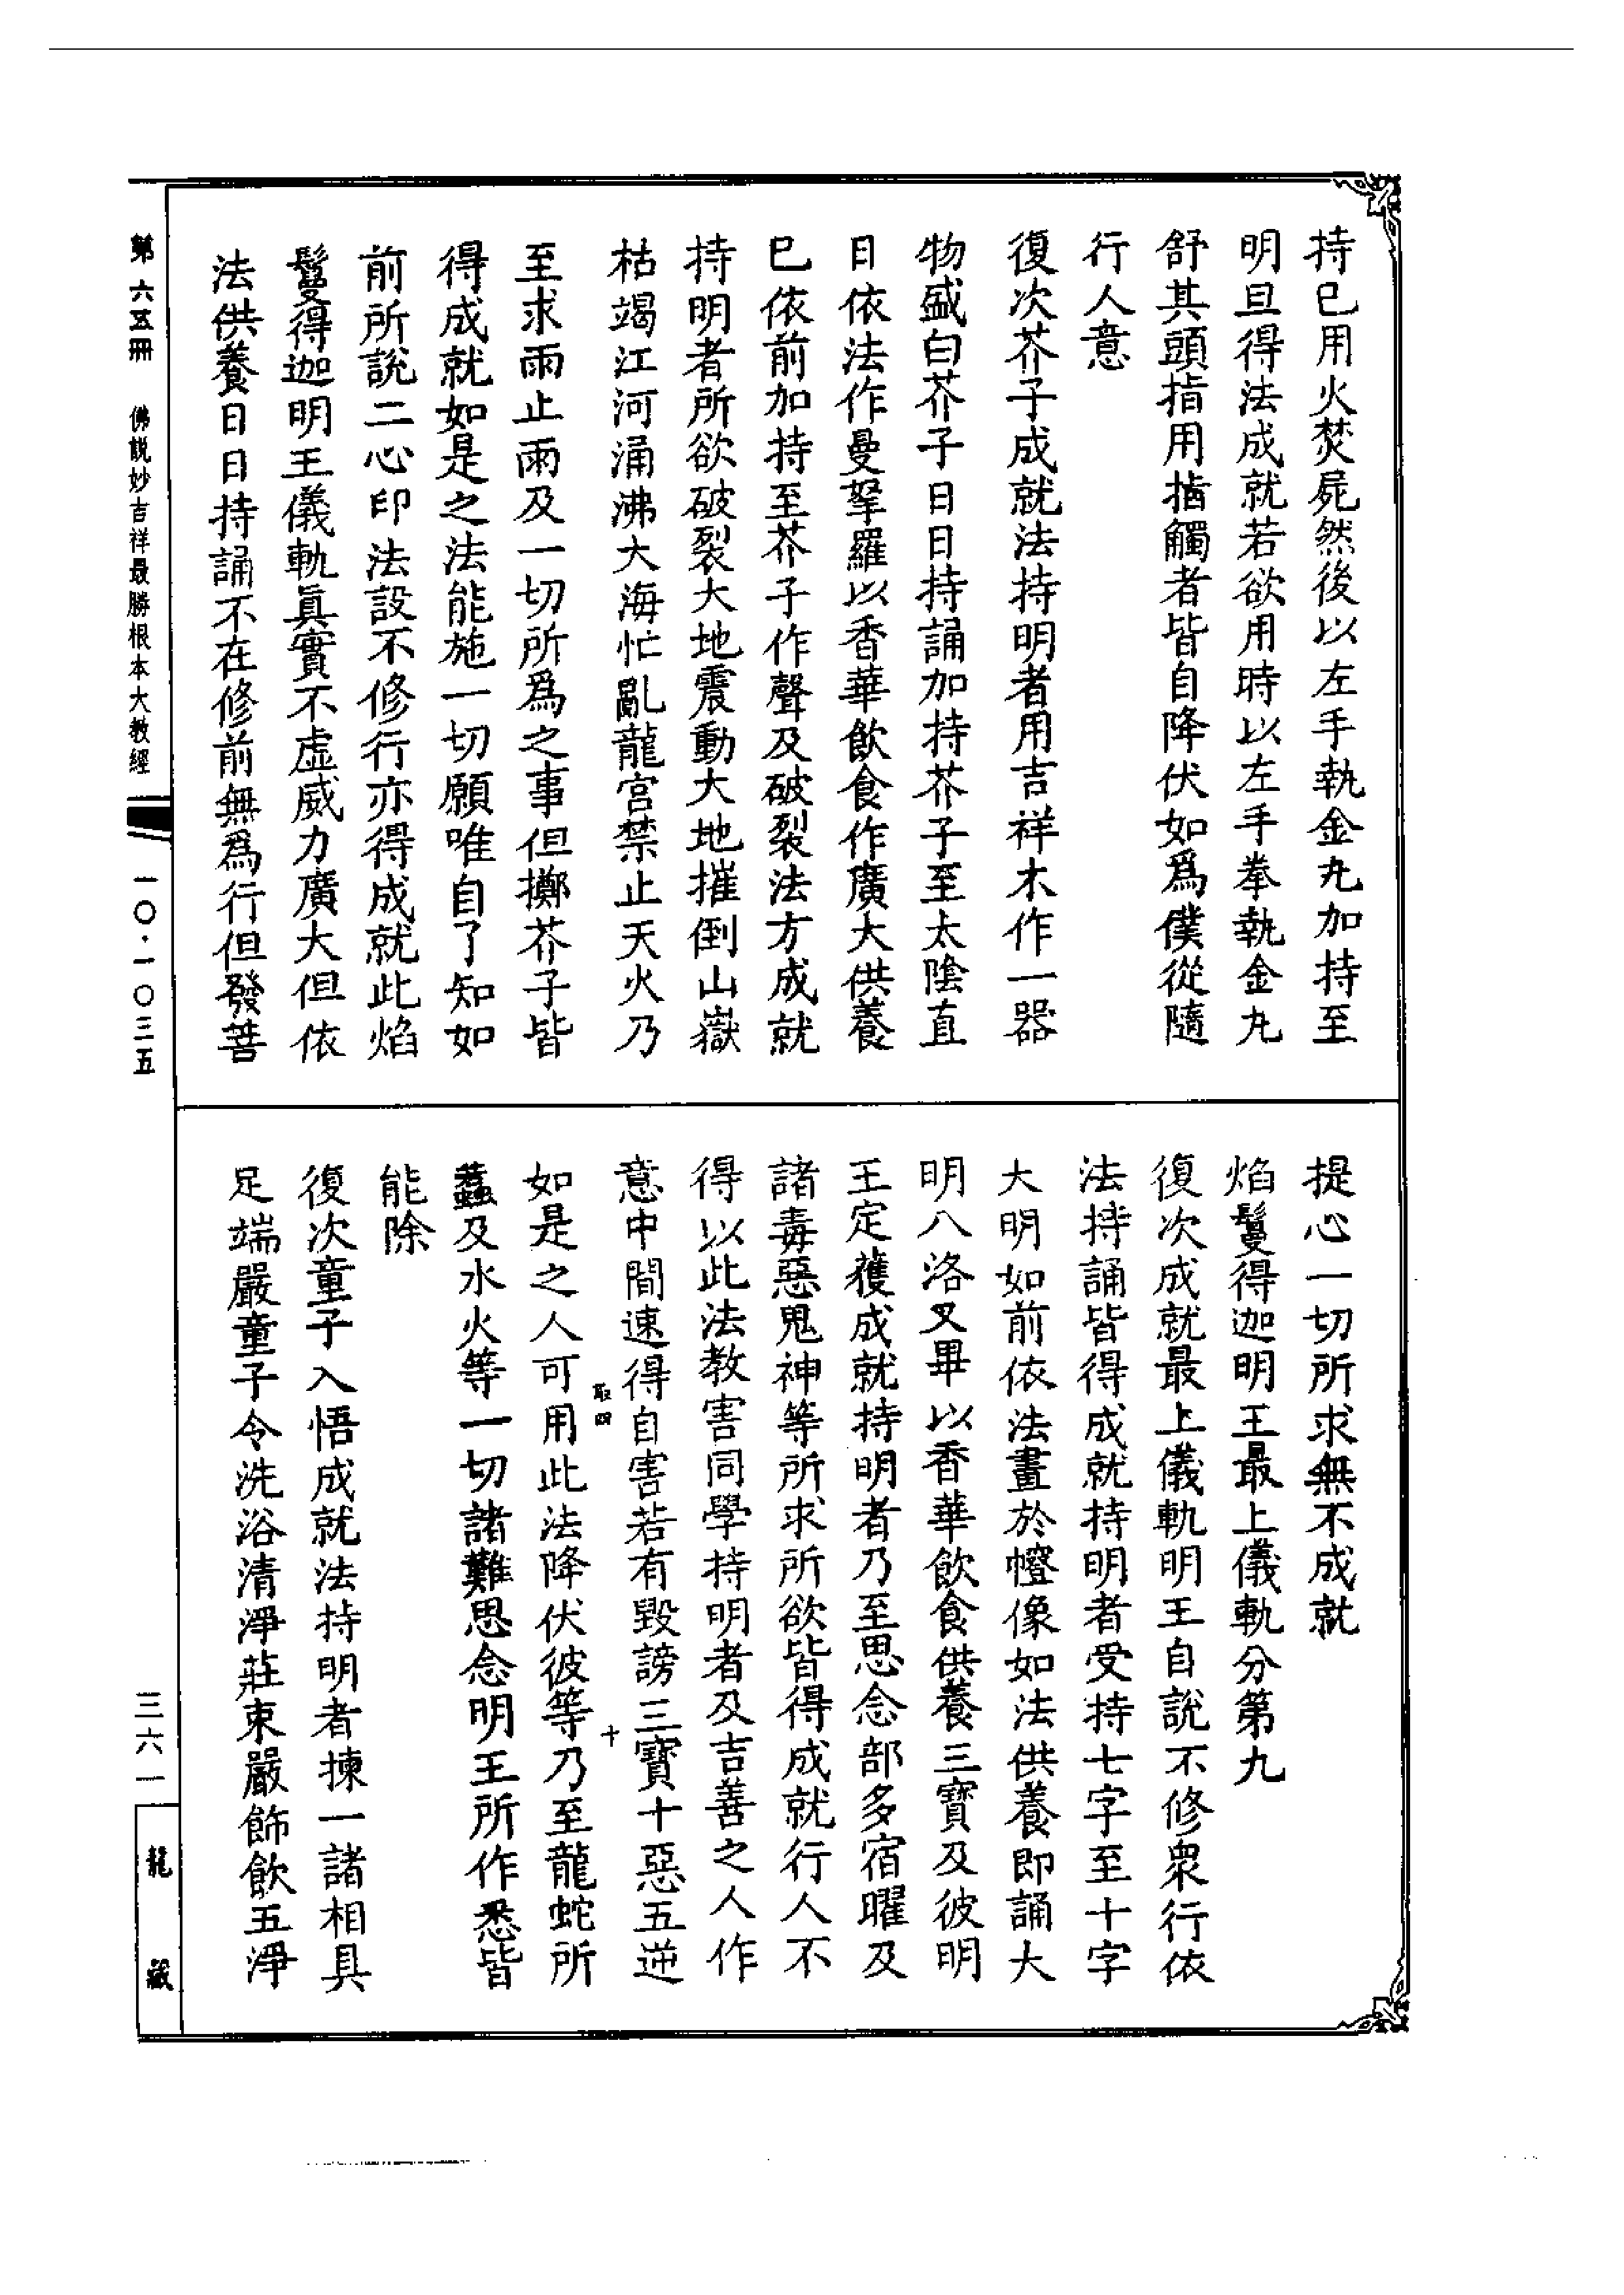 持已用火焚屍然後以左手執金丸加持至
明旦得法成就若欲用時以左手拳執金丸
舒其頭指用指觸者皆自降伏如爲僕從隨
行人意
復次芥子成就法持明者用吉祥木作一器
物盛白芥子日日持誦加持芥子至太陰直
日依法作曼拏羅以香華飲食作廣大供養
已依前加持至芥子作聲及破裂法方成就
持明者所欲破裂大地震動大地摧倒山嶽
枯竭江河涌沸大海忙亂龍宮禁止天火乃
至求雨止雨及一切所爲之事但擲芥子皆
得成就如是之法能施一切願唯自了知如
前所說二心印法設不修行亦得成就此焰
鬘得迦明王儀軌眞實不虛威力廣大但依
法供養日日持誦不在修前無爲行但發菩
提心一切所求無不成就
焰鬘得迦明王最上儀軌分第九
復次成就最上儀軌明王自說不修衆行依
法持誦皆得成就持明者受持七字至十字
大明如前依法畫於㡧像如法供養即誦大
明八洛叉畢以香華飲食供養三寶及彼明
王定獲成就持明者乃至思念部多宿曜及
諸毒惡鬼神等所求所欲皆得成就行人不
得以此法教害同學持明者及吉善之人作
意中間速得自害若有毀謗三寶十惡五逆
如是之人可用此法降伏彼等乃至龍蛇所
蠚及水火等一切諸難思念明王所作悉皆
能除
復次童子入悟成就法持明者揀一諸相具
足端嚴童子令洗浴清淨莊束嚴飾飲五淨
取四
十
第六五冊 佛說妙吉祥最勝根本大教經
一〇·一〇三五
三六一
龍藏